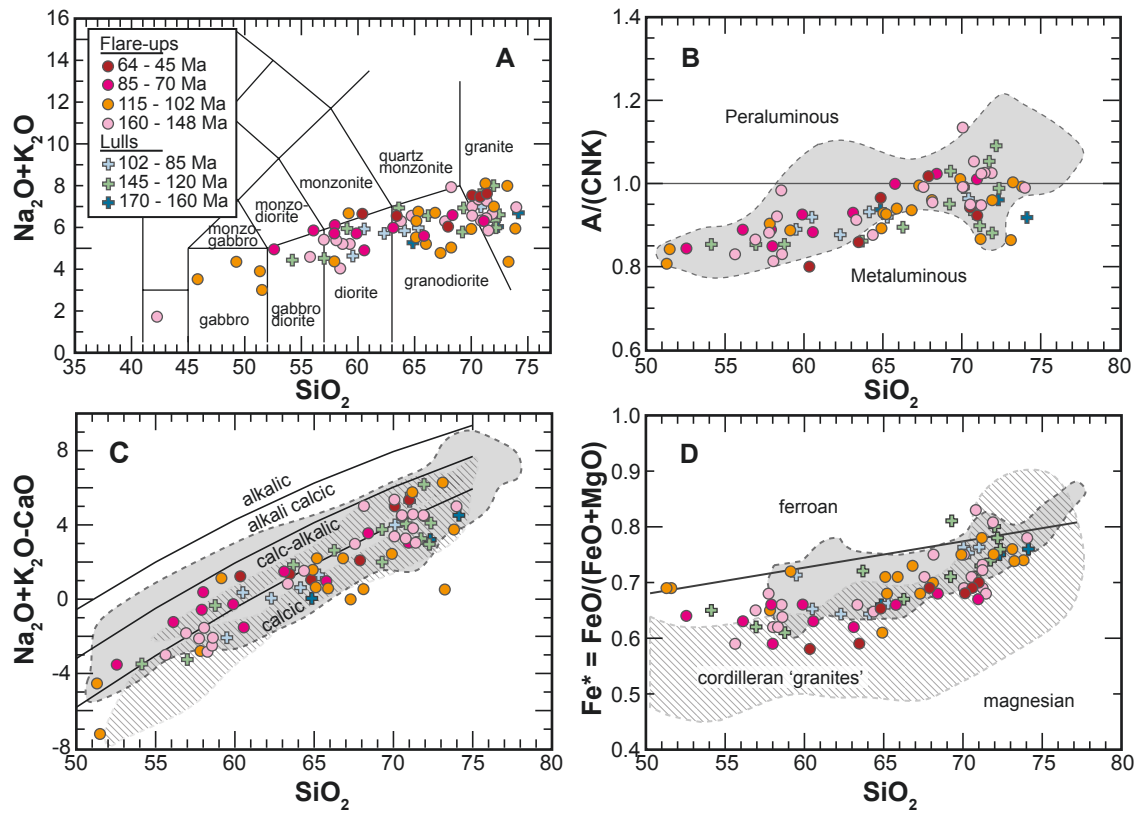 16
14
12
10
8
6
4
2
0
Na₂O+K₂O
35 40 45 50 55 60 65 70 75
SiO₂
A
Flare-ups
64 - 45 Ma
85 - 70 Ma
115 - 102 Ma
160 - 148 Ma
Lulls
102 - 85 Ma
145 - 120 Ma
170 - 160 Ma
quartz
monzonite
granite
monzonite
monzo-
diorite
monzo-
gabbro
gabbro
gabbro
diorite
diorite
granodiorite
1.4
1.2
1.0
0.8
0.6
A/(CNK)
50 55 60 65 70 75 80
SiO₂
B
Peraluminous
Metaluminous
8
4
0
-4
-8
Na₂O+K₂O-CaO
50 55 60 65 70 75 80
SiO₂
C
alkalic
alkali calcic
calc-alkalic
calcic
1.0
0.9
0.8
0.7
0.6
0.5
0.4
Fe* = FeO/(FeO+MgO)
50 55 60 65 70 75 80
SiO₂
D
ferroan
cordilleran ‘granites’
magnesian